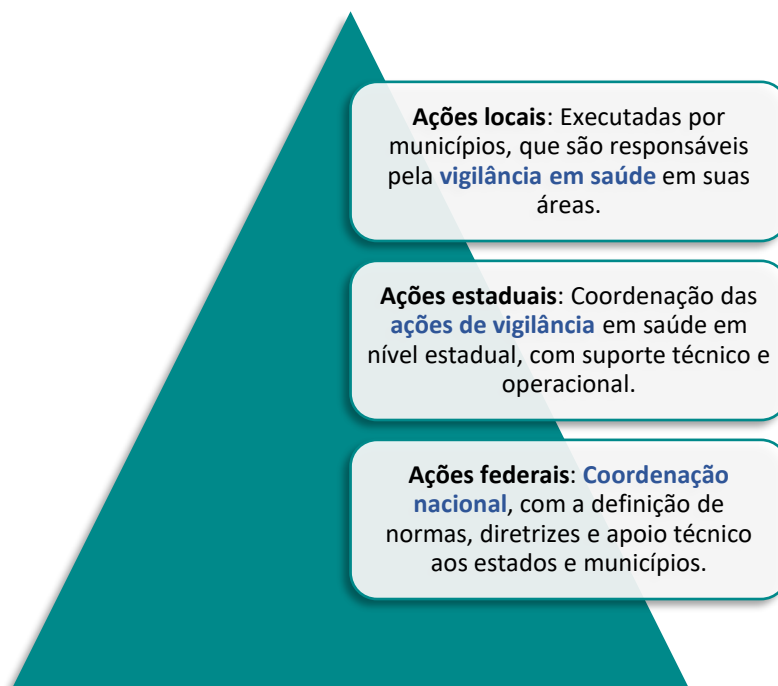 Ações locais: Executadas por
municípios, que são responsáveis
pela vigilância em saúde em suas
áreas.
Ações estaduais: Coordenação das
ações de vigilância em saúde em
nível estadual, com suporte técnico e
operacional.
Ações federais: Coordenação
nacional, com a definição de
normas, diretrizes e apoio técnico
aos estados e municípios.